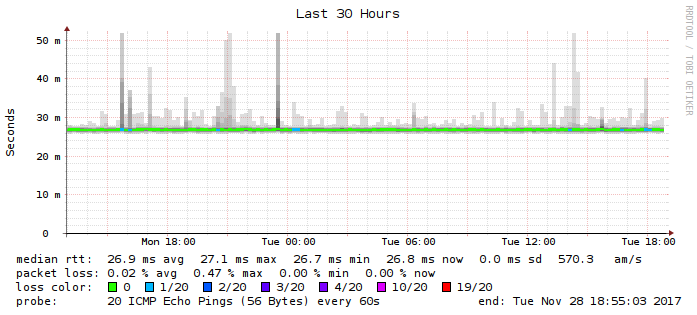 Last 30 Hours
RRDTOOL / TOBI OETIKER
Seconds
50 m
40 m
30 m
20 m
10 m
0
Mon 18:00 Tue 00:00 Tue 06:00 Tue 12:00 Tue 18:00
median rtt: 26.9 ms avg 27.1 ms max 26.7 ms min 26.8 ms now 0.0 ms sd 570.3 am/s
packet loss: 0.02 % avg 0.47 % max 0.00 % min 0.00 % now
loss color: 0 1/20 2/20 3/20 4/20 10/20 19/20
probe: 20 ICMP Echo Pings (56 Bytes) every 60s end: Tue Nov 28 18:55:03 2017